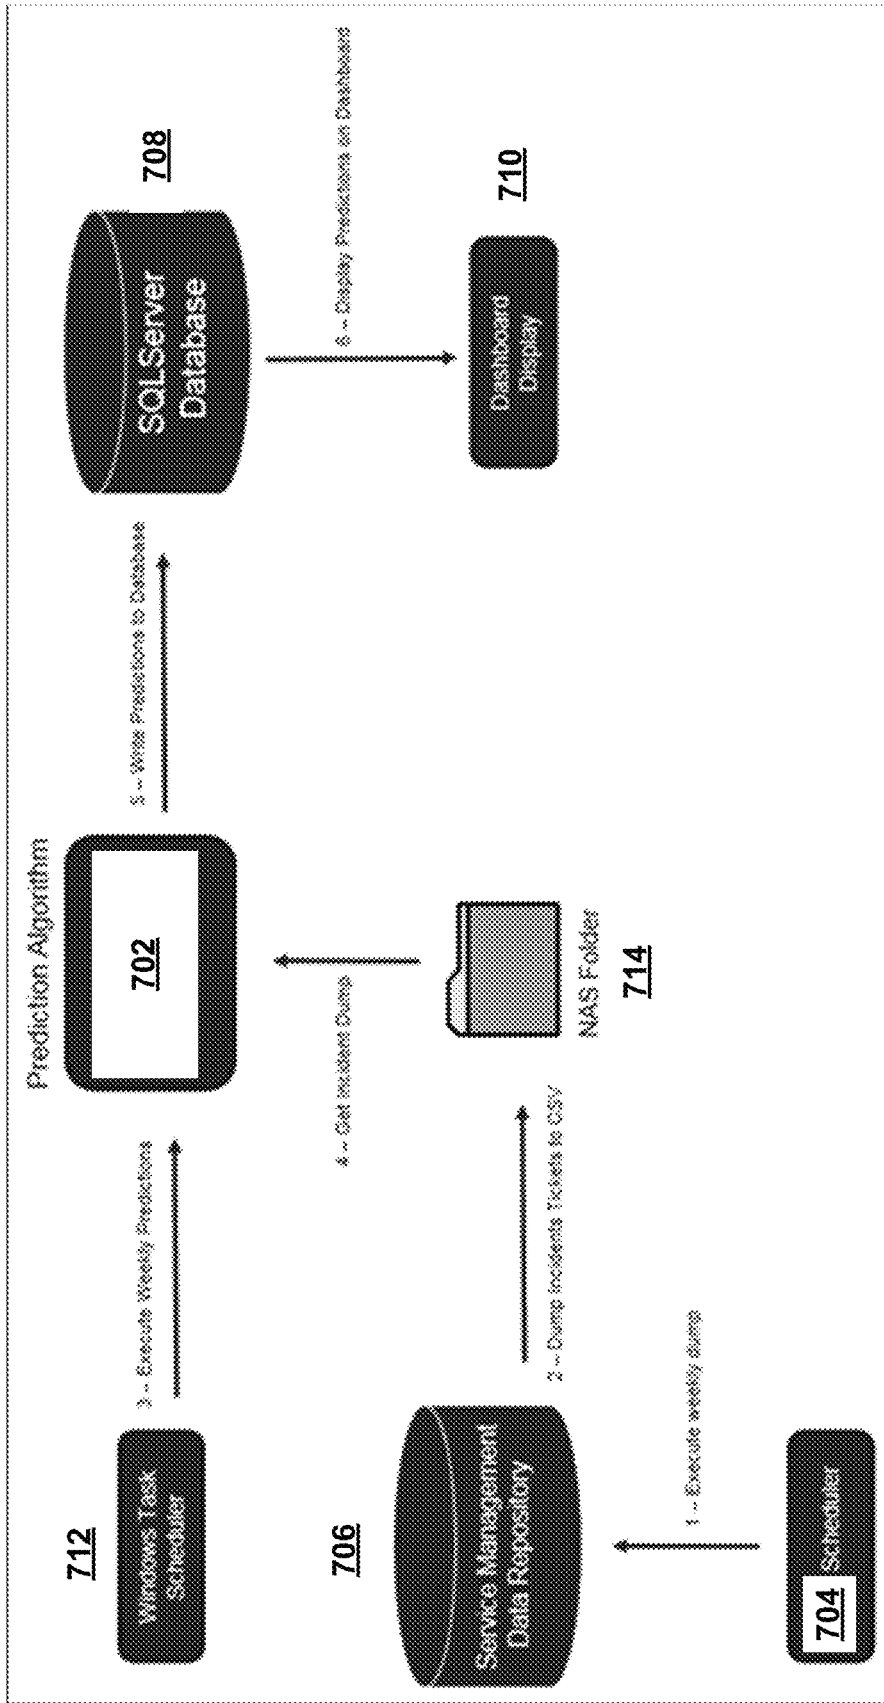 Prediction Algorithm
702
712
Windows Task
Scheduler
3 – Execute Weekly Predictions
5 – Write Predictions to Database
SQLServer
Database
708
4 – Get Incident Dump
6 – Display Predictions on Dashboard
706
Service Management
Data Repository
2 – Dump Incidents Tickets to CSV
NAS Folder
714
Dashboard
Display
710
1 – Execute weekly dump
704
Scheduler